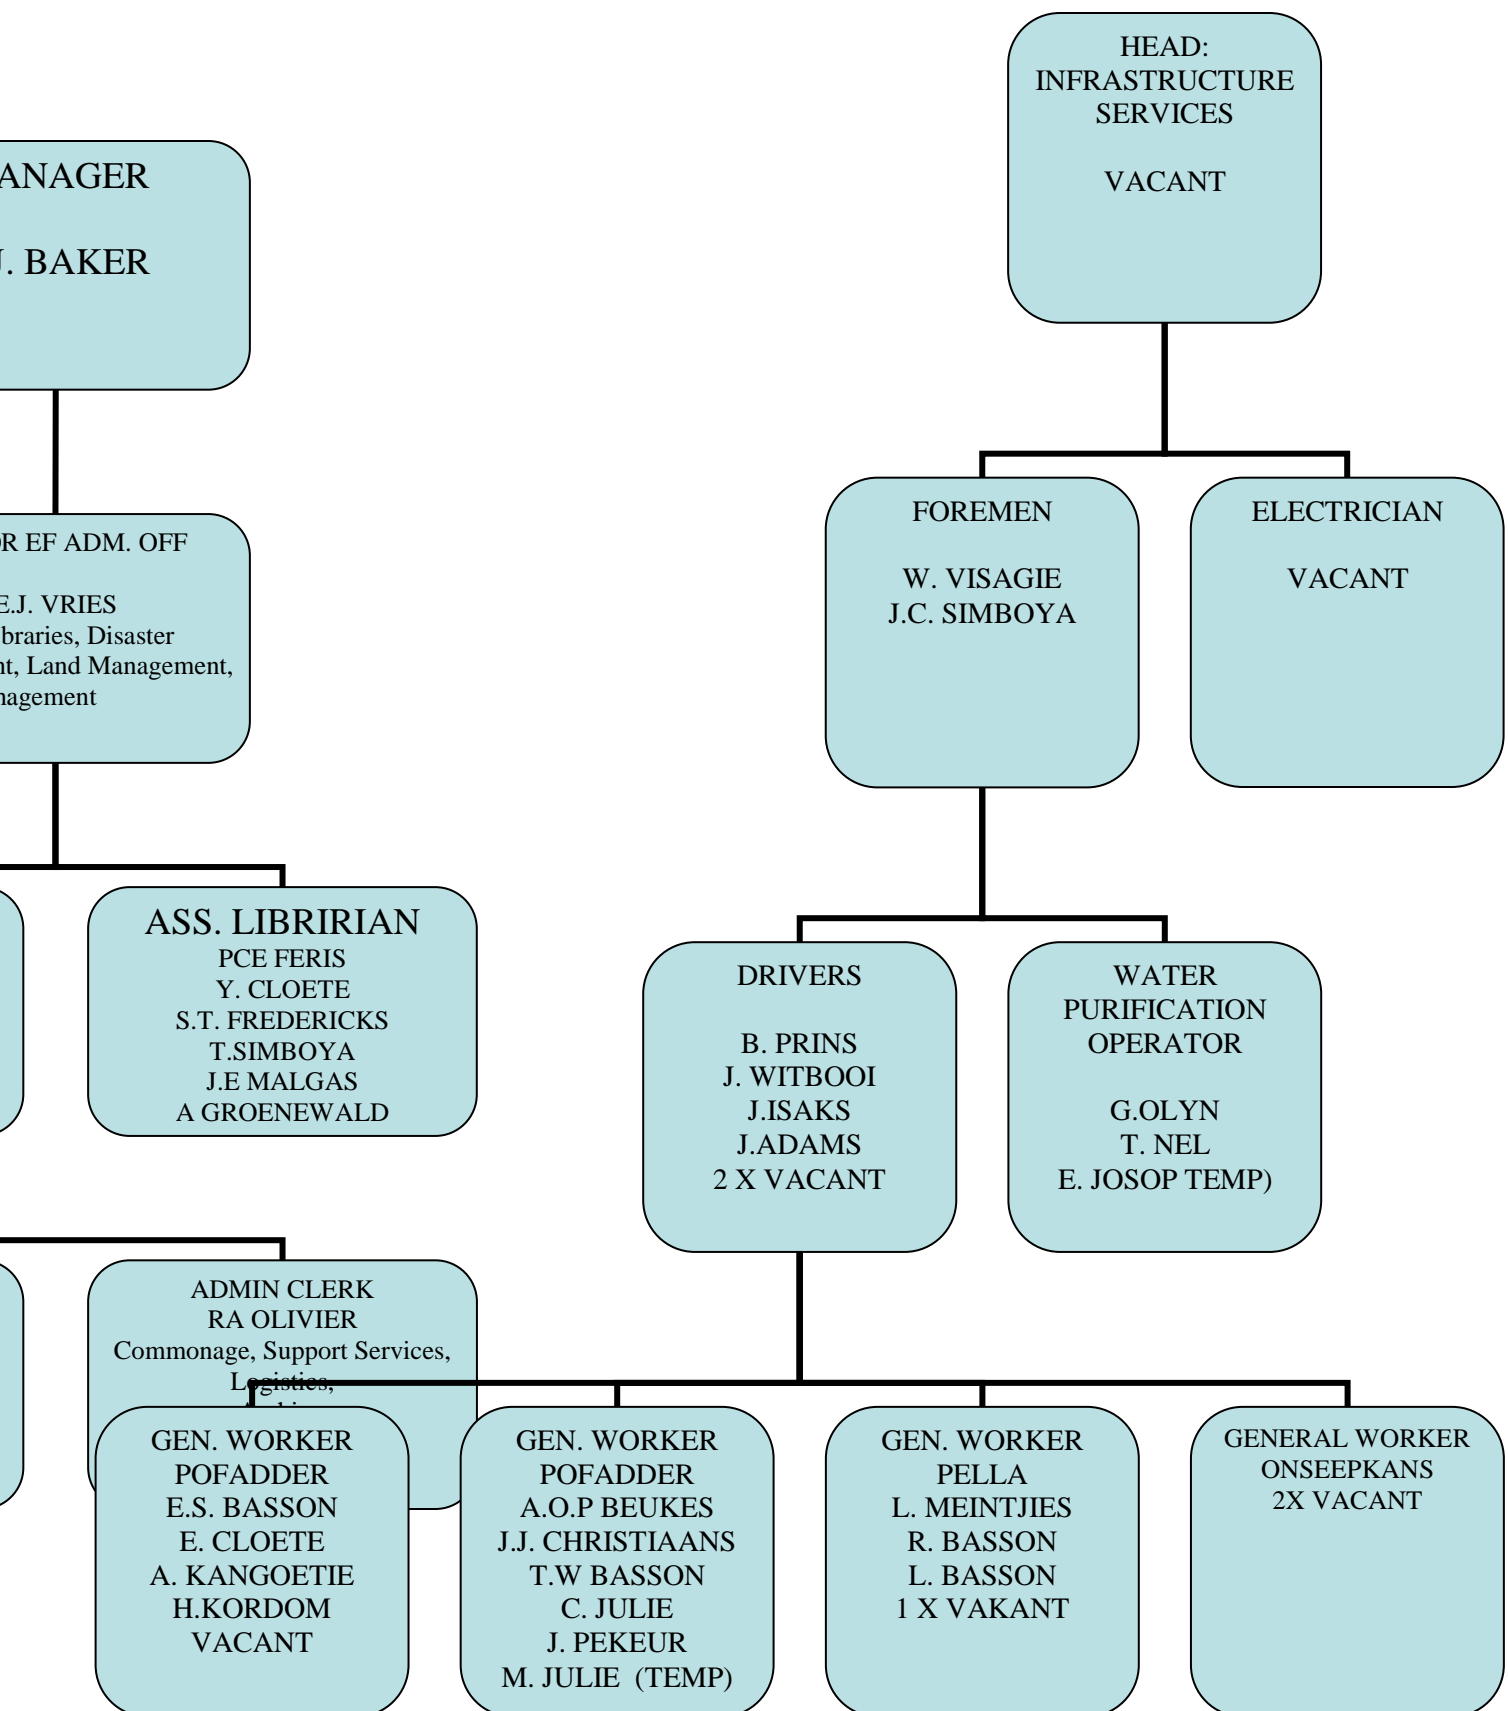 HEAD:
INFRASTRUCTURE
SERVICES
VACANT
ANAGER
J. BAKER
R EF ADM. OFF
E.J. VRIES
braries, Disaster
nt, Land Management,
nagement
FOREMEN
W. VISAGIE
J.C. SIMBOYA
ELECTRICIAN
VACANT
ASS. LIBRIRIAN
PCE FERIS
Y. CLOETE
S.T. FREDERICKS
T.SIMBOYA
J.E MALGAS
A GROENEWALD
DRIVERS
B. PRINS
J. WITBOOI
J.ISAKS
J.ADAMS
2 X VACANT
WATER
PURIFICATION
OPERATOR
G.OLYN
T. NEL
E. JOSOP TEMP)
ADMIN CLERK
RA OLIVIER
Commonage, Support Services,
Logistics,
GEN. WORKER
POFADDER
E.S. BASSON
E. CLOETE
A. KANGOETIE
H.KORDOM
VACANT
GEN. WORKER
POFADDER
A.O.P BEUKES
J.J. CHRISTIAANS
T.W BASSON
C. JULIE
J. PEKEUR
M. JULIE (TEMP)
GEN. WORKER
PELLA
L. MEINTJIES
R. BASSON
L. BASSON
1 X VAKANT
GENERAL WORKER
ONSEEPKANS
2X VACANT